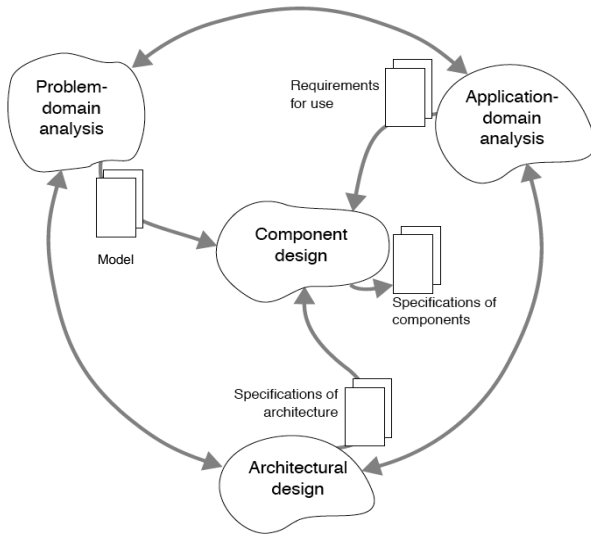 Problem-
domain
analysis
Requirements
for use
Application-
domain
analysis
Model
Component
design
Specifications of
components
Specifications of
architecture
Architectural
design